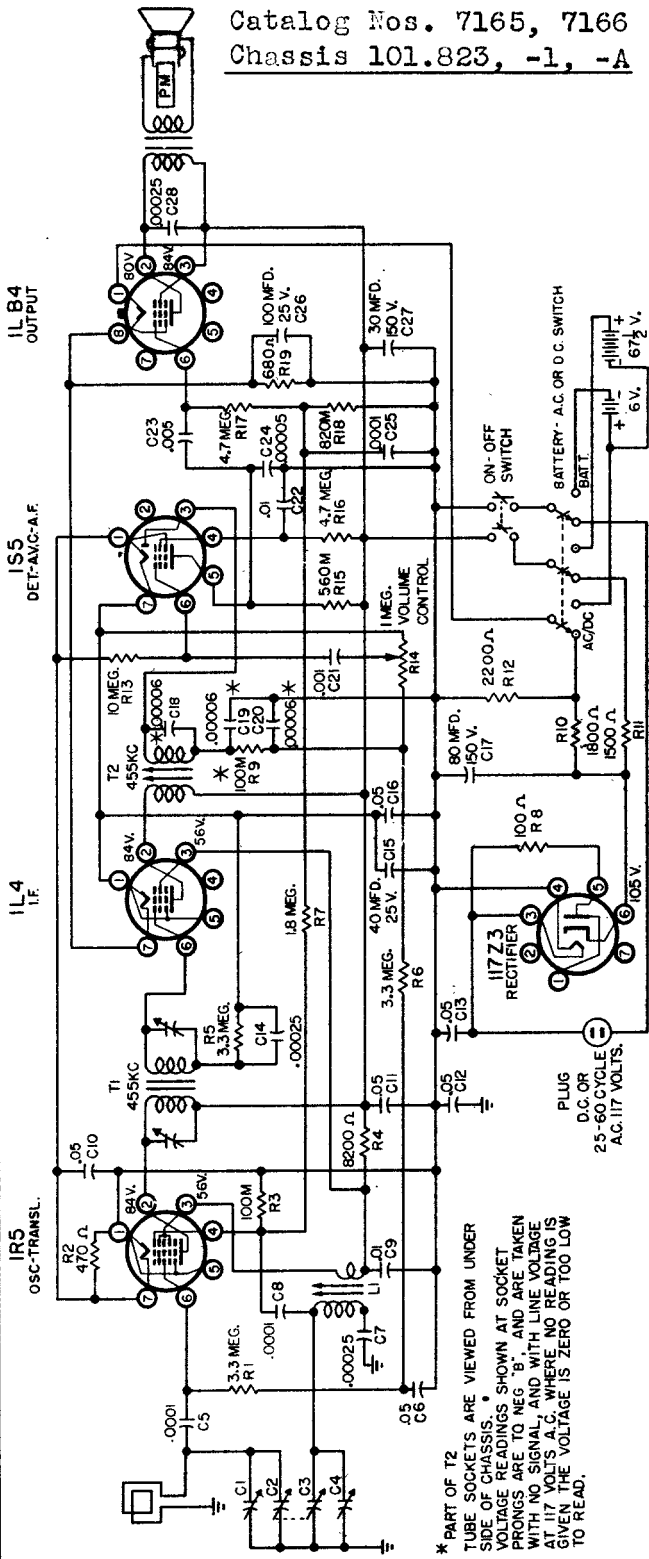 Catalog Nos. 7165, 7166
Chassis 101.823, -1, -A
1R5
OSC-TRANSL.
1L4
I.F.
1S5
DET.-A.V.C.-A.F.
1LB4
OUTPUT
PM
R2
470 Ω
C10
.05
T1
455KC
T2
455KC
84V.
56V.
84V.
56V.
80V
84V.
.0001
C5
3.3 MEG.
R1
C1
C2
C3
C4
.0001
C8
100M
R3
L1
.00025
C7
.01
C9
.05
C6
8200 Ω
R4
.05
C11
.05
C12
.05
C13
R5
3.3 MEG.
C14
.00025
1.8 MEG.
R7
3.3 MEG.
R6
40 MFD.
25 V.
C15
.05
C16
*
.00006
C18
100M
R9
*
.00006
C19
C20
.00006
*
*
10 MEG.
R13
.001
C21
1 MEG.
VOLUME
CONTROL
R14
560M
R15
4.7 MEG.
R16
.01
C22
C23
.005
C24
.00005
4.7 MEG.
R17
820M
R18
.0001
C25
680Ω
R19
100 MFD.
25 V.
C26
30 MFD.
150 V.
C27
.00025
C28
80 MFD.
150 V.
C17
2200Ω
R12
R10
1800Ω
1500Ω
R11
100 Ω
R8
117Z3
RECTIFIER
105 V.
PLUG
D.C. OR
25-60 CYCLE
A.C. 117 VOLTS.
ON-OFF
SWITCH
BATTERY-A.C. OR D.C. SWITCH
BATT.
AC/DC
6V.
67½ V.
* PART OF T2
TUBE SOCKETS ARE VIEWED FROM UNDER
SIDE OF CHASSIS.
VOLTAGE READINGS SHOWN AT SOCKET
PRONGS ARE TO NEG "B", AND ARE TAKEN
WITH NO SIGNAL, AND WITH LINE VOLTAGE
AT 117 VOLTS A.C. WHERE NO READING IS
GIVEN THE VOLTAGE IS ZERO OR TOO LOW
TO READ.